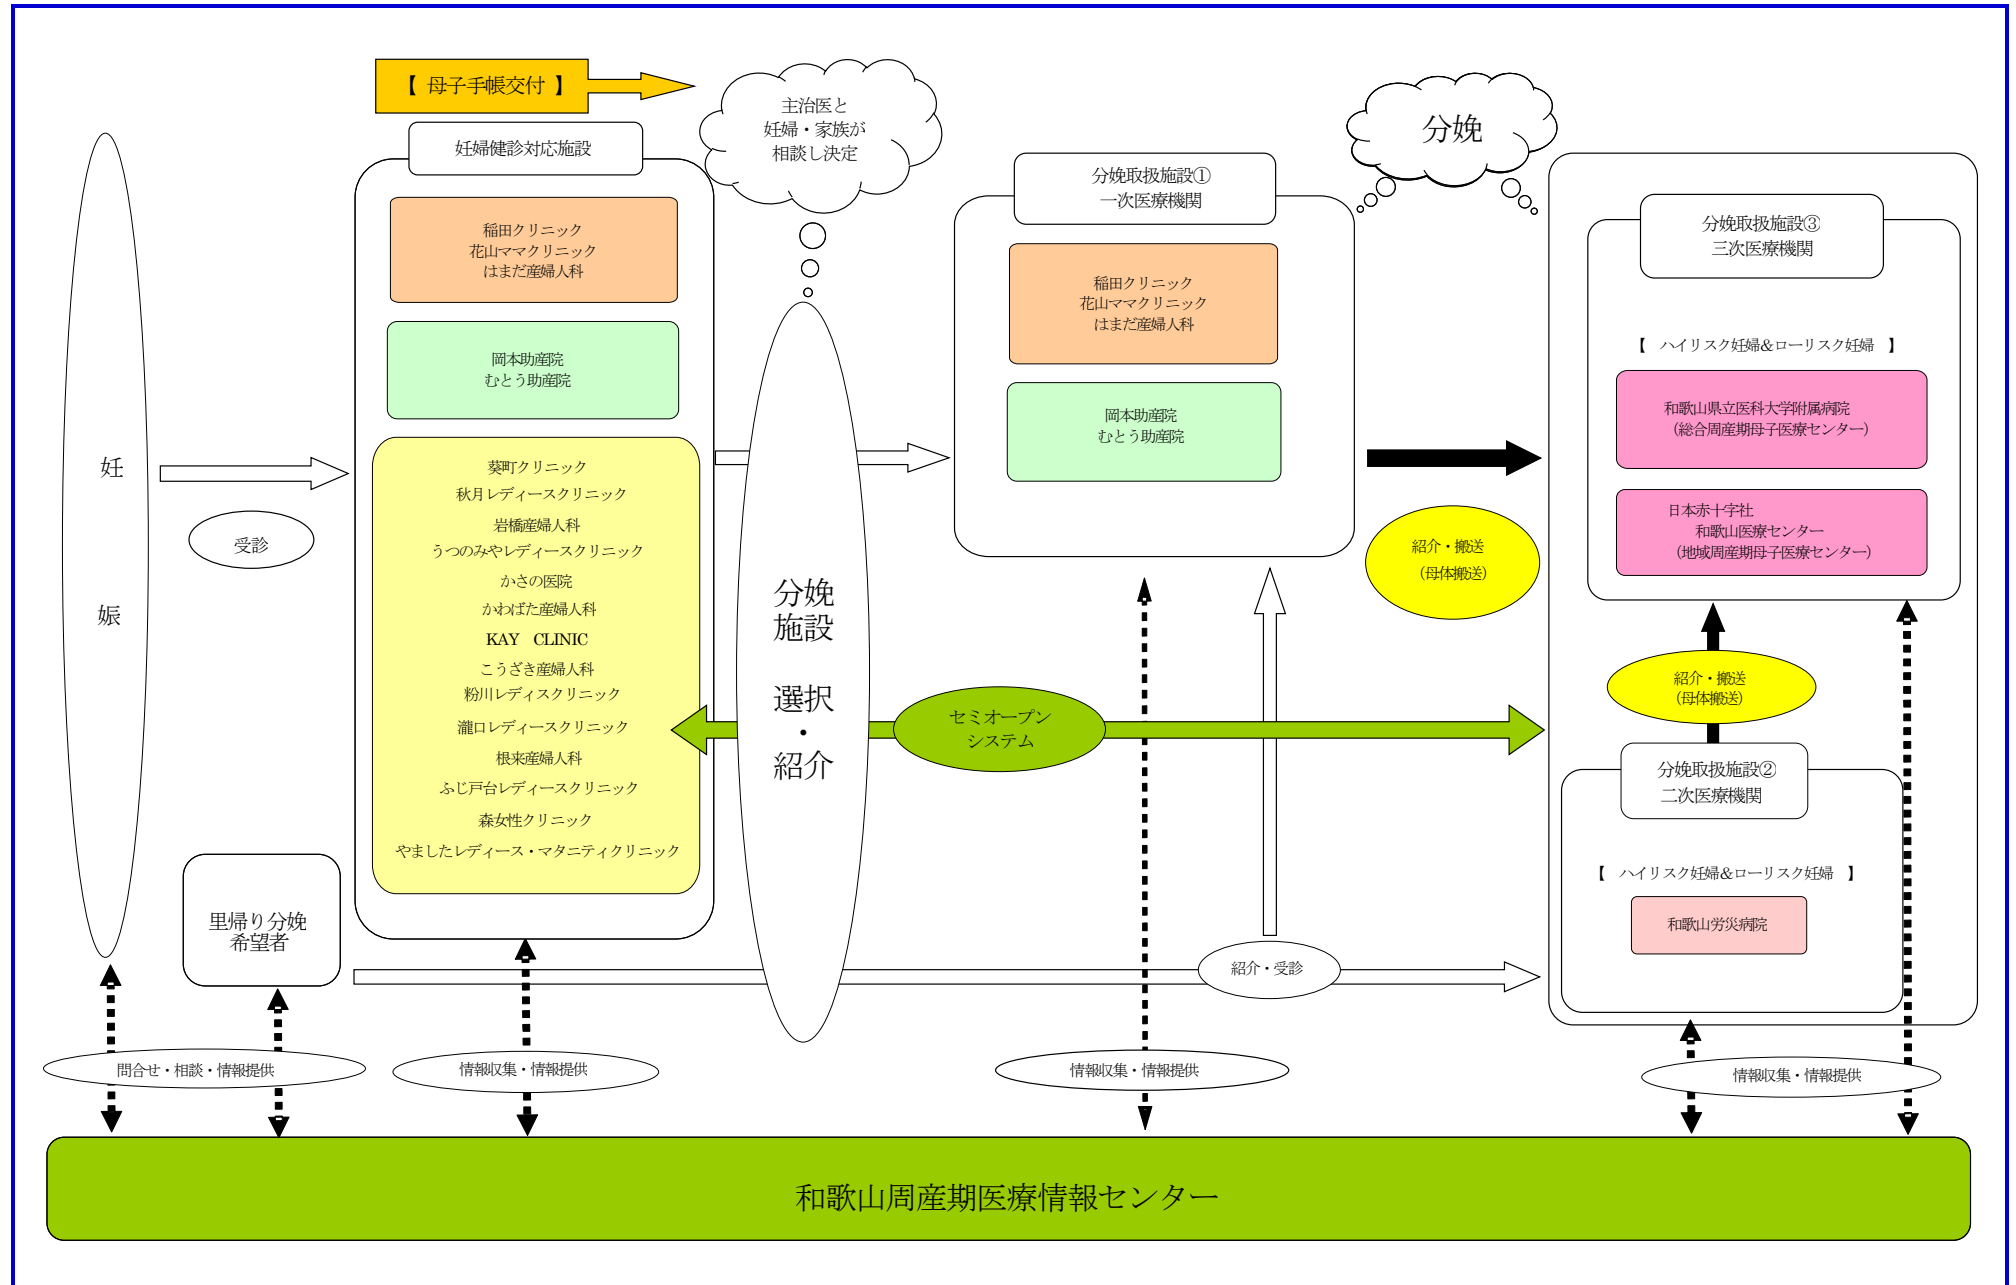 【 母子手帳交付 】
主治医と
妊婦・家族が
相談し決定
妊
娠
受診
里帰り分娩
希望者
妊婦健診対応施設
稲田クリニック
花山ママクリニック
はまだ産婦人科
岡本助産院
むとう助産院
葵町クリニック
秋月レディースクリニック
岩橋産婦人科
うつのみやレディースクリニック
かさの医院
かわばた産婦人科
KAY　CLINIC
こうざき産婦人科
粉川レディスクリニック
瀧口レディースクリニック
根来産婦人科
ふじ戸台レディースクリニック
森女性クリニック
やましたレディース・マタニティクリニック
分娩
施設
選択
・
紹介
セミオープン
システム
分娩取扱施設①
一次医療機関
稲田クリニック
花山ママクリニック
はまだ産婦人科
岡本助産院
むとう助産院
分娩
紹介・搬送
（母体搬送）
紹介・受診
分娩取扱施設③
三次医療機関
【　ハイリスク妊婦＆ローリスク妊婦　】
和歌山県立医科大学附属病院
（総合周産期母子医療センター）
日本赤十字社
和歌山医療センター
（地域周産期母子医療センター）
紹介・搬送
（母体搬送）
分娩取扱施設②
二次医療機関
【　ハイリスク妊婦＆ローリスク妊婦　】
和歌山労災病院
問合せ・相談・情報提供
情報収集・情報提供
情報収集・情報提供
情報収集・情報提供
和歌山周産期医療情報センター